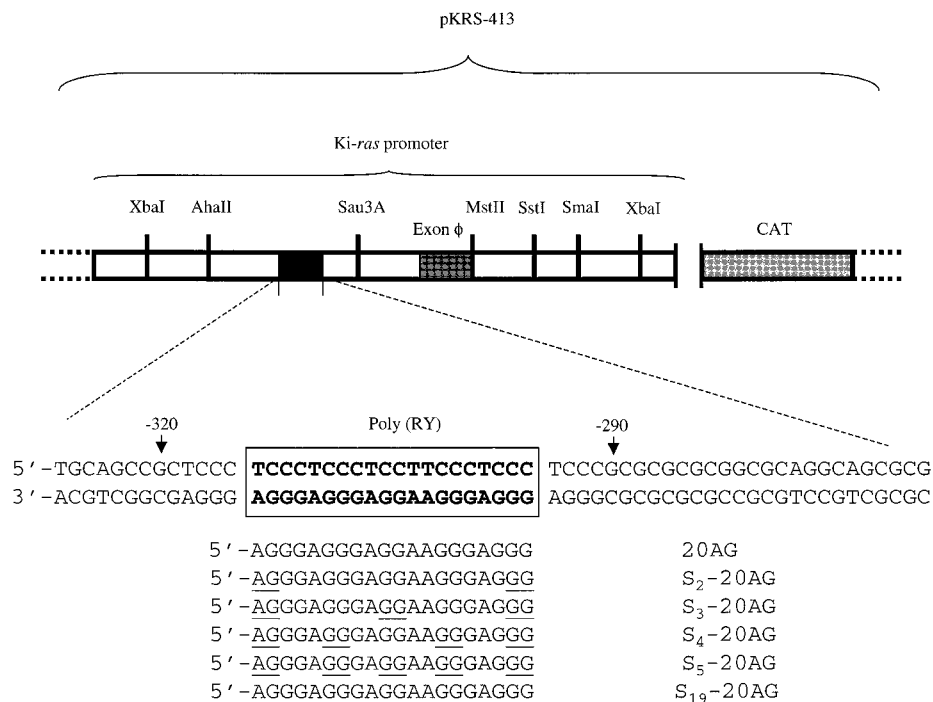 pKRS-413
Ki-ras promoter
XbaI AhaII Sau3A Exon ϕ MstII SstI SmaI XbaI CAT
-320 Poly (RY) -290
5'-TGCAGCCGCTCCC TCCCTCCCTCCTTCCCTCCC TCCCGCGCGCGCGGCGCAGGCAGCGCG
3'-ACGTCGGCGAGGG AGGGAGGGAGGAAGGGAGGG AGGGCGCGCGCGCCGCGTCCGTCGCGC
5'-AGGGAGGGAGGAAGGGAGGG 20AG
5'-AGGGAGGGAGGAAGGGAGGG S2-20AG
5'-AGGGAGGGAGGAAGGGAGGG S3-20AG
5'-AGGGAGGGAGGAAGGGAGGG S4-20AG
5'-AGGGAGGGAGGAAGGGAGGG S5-20AG
5'-AGGGAGGGAGGAAGGGAGGG S19-20AG